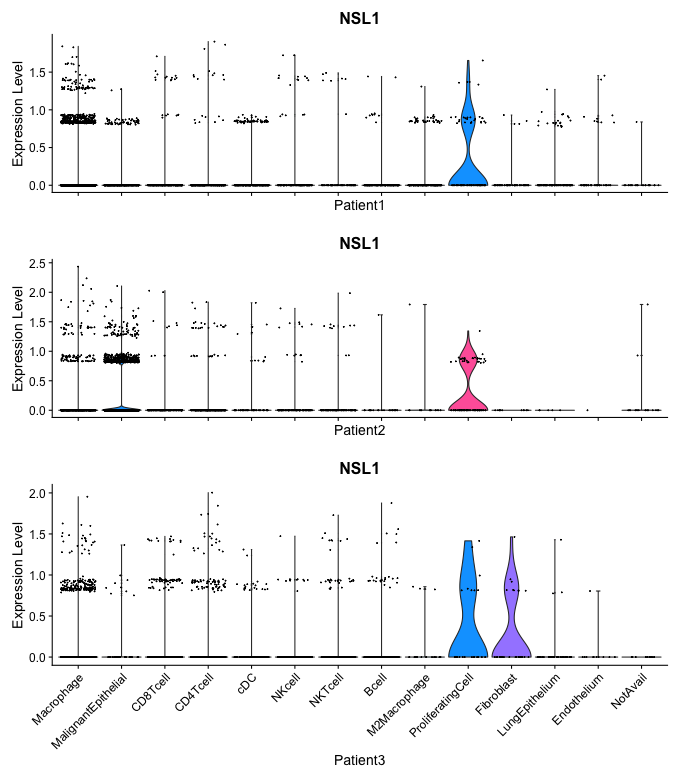 NSL1
Expression Level
1.5
1.0
0.5
0.0
Patient1
NSL1
Expression Level
2.5
2.0
1.5
1.0
0.5
0.0
Patient2
NSL1
Expression Level
2.0
1.5
1.0
0.5
0.0
Macrophage
MalignantEpithelial
CD8Tcell
CD4Tcell
cDC
NKcell
NKTcell
Bcell
M2Macrophage
ProliferatingCell
Fibroblast
LungEpithelium
Endothelium
NotAvail
Patient3